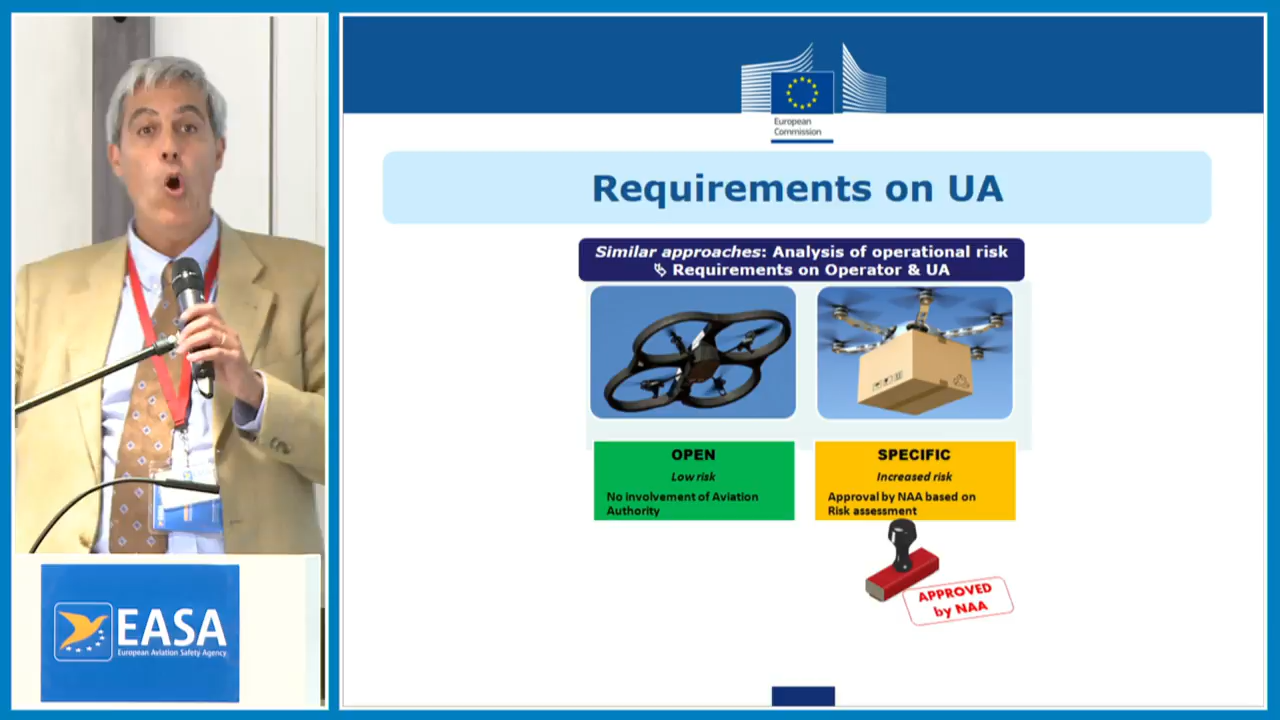 European
Commission
Requirements on UA
Similar approaches: Analysis of operational risk
Requirements on Operator & UA
OPEN
Low risk
No involvement of Aviation
Authority
SPECIFIC
Increased risk
Approval by NAA based on
Risk assessment
APPROVED
by NAA
EASA
European Aviation Safety Agency